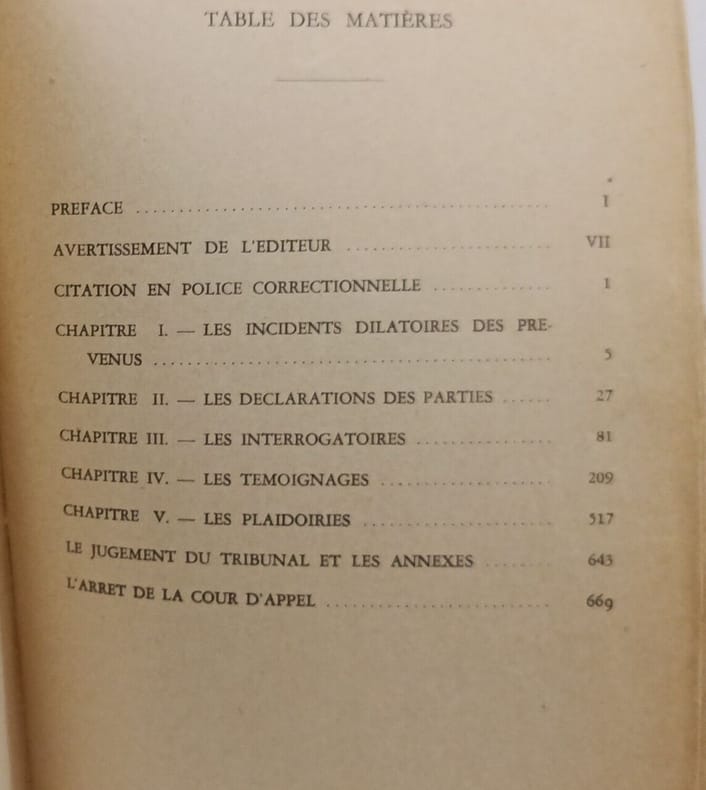 TABLE DES MATIÈRES
PREFACE ........................................ I
AVERTISSEMENT DE L'EDITEUR ........................ VII
CITATION EN POLICE CORRECTIONNELLE .............. 1
CHAPITRE I. — LES INCIDENTS DILATOIRES DES PRE-
VENUS ........................................ 5
CHAPITRE II. — LES DECLARATIONS DES PARTIES ...... 27
CHAPITRE III. — LES INTERROGATOIRES ................ 81
CHAPITRE IV. — LES TEMOIGNAGES .................... 209
CHAPITRE V. — LES PLAIDOIRIES ...................... 517
LE JUGEMENT DU TRIBUNAL ET LES ANNEXES ........ 643
L'ARRET DE LA COUR D'APPEL ........................ 669